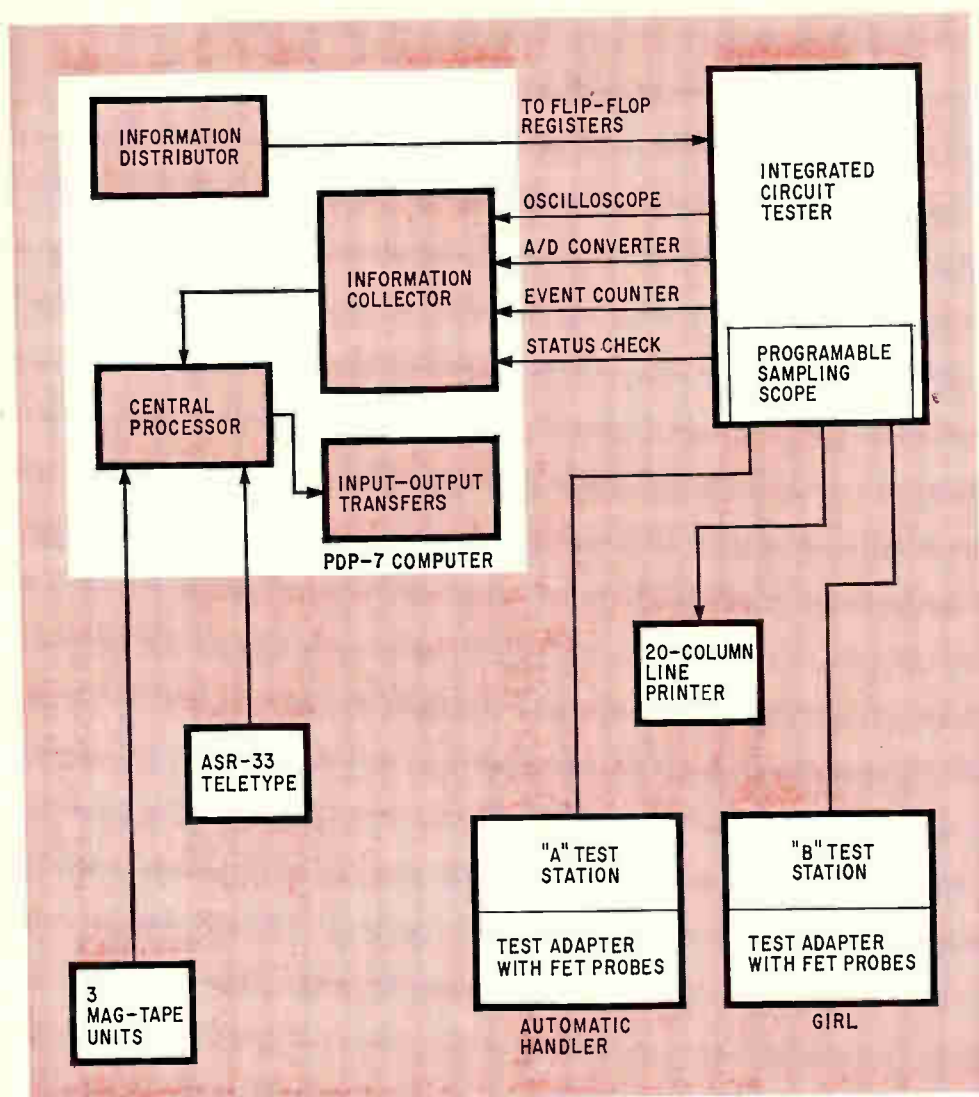 INFORMATION
DISTRIBUTOR
TO FLIP-FLOP
REGISTERS
INTEGRATED
CIRCUIT
TESTER
OSCILLOSCOPE
A/D CONVERTER
EVENT COUNTER
STATUS CHECK
INFORMATION
COLLECTOR
PROGRAMABLE
SAMPLING
SCOPE
CENTRAL
PROCESSOR
INPUT-OUTPUT
TRANSFERS
PDP-7 COMPUTER
20-COLUMN
LINE
PRINTER
ASR-33
TELETYPE
"A" TEST
STATION
TEST ADAPTER
WITH FET PROBES
AUTOMATIC
HANDLER
"B" TEST
STATION
TEST ADAPTER
WITH FET PROBES
GIRL
3
MAG-TAPE
UNITS